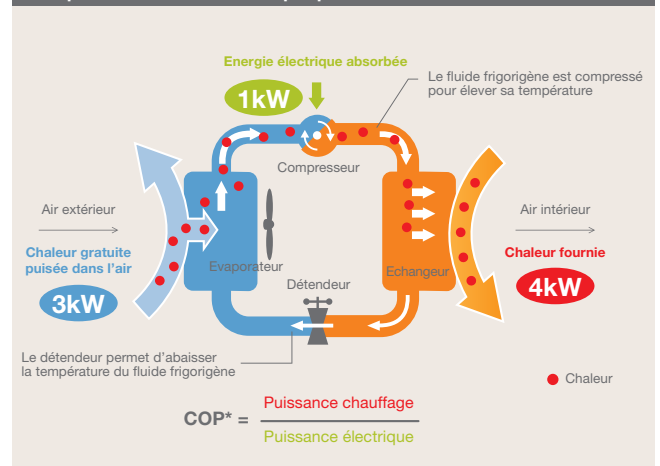 Energie électrique absorbée
1kW
Le fluide frigorigène est compressé
pour élever sa température
Compresseur
Air extérieur
Chaleur gratuite
puisée dans l'air
3kW
Evaporateur
Détendeur
Echangeur
Air intérieur
Chaleur fournie
4kW
Le détendeur permet d'abaisser
la température du fluide frigorigène
Chaleur
COP* =
Puissance chauffage
Puissance électrique